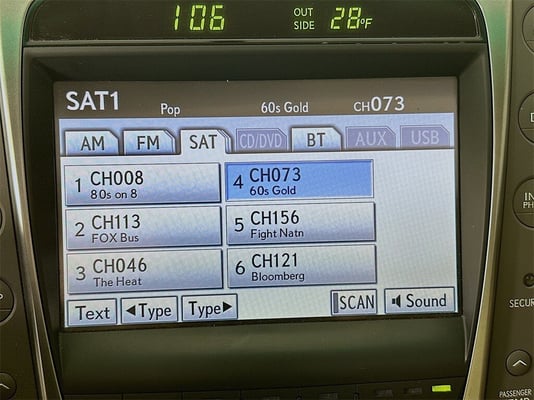 106 OUT SIDE 28°F
SAT1 Pop 60s Gold CH073
AM FM SAT CD/DVD BT AUX USB
1 CH008 80s on 8
4 CH073 60s Gold
2 CH113 FOX Bus
5 CH156 Fight Natn
3 CH046 The Heat
6 CH121 Bloomberg
Text ◄Type Type► SCAN Sound
PASSENGER